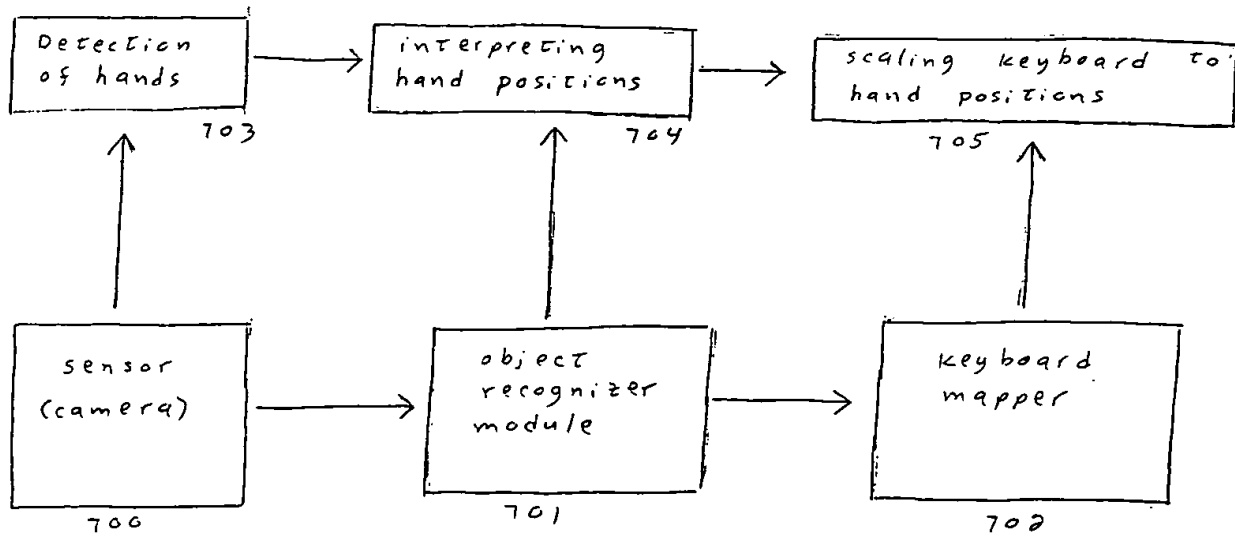 Detection
of hands
703
interpreting
hand positions
704
scaling keyboard to
hand positions
705
sensor
(camera)
700
object
recognizer
module
701
keyboard
mapper
702